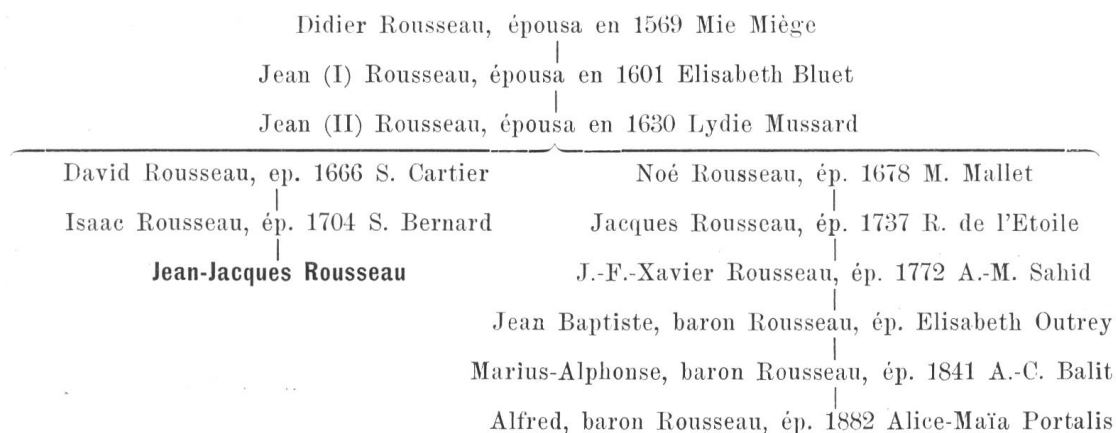 Didier Rousseau, épousa en 1569 Mie Miège
Jean (I) Rousseau, épousa en 1601 Elisabeth Bluet
Jean (II) Rousseau, épousa en 1630 Lydie Mussard
David Rousseau, ep. 1666 S. Cartier
Isaac Rousseau, ép. 1704 S. Bernard
Jean-Jacques Rousseau
Noé Rousseau, ép. 1678 M. Mallet
Jacques Rousseau, ép. 1737 R. de l'Etoile
J.-F.-Xavier Rousseau, ép. 1772 A.-M. Sahid
Jean Baptiste, baron Rousseau, ép. Elisabeth Outrey
Marius-Alphonse, baron Rousseau, ép. 1841 A.-C. Balit
Alfred, baron Rousseau, ép. 1882 Alice-Maïa Portalis